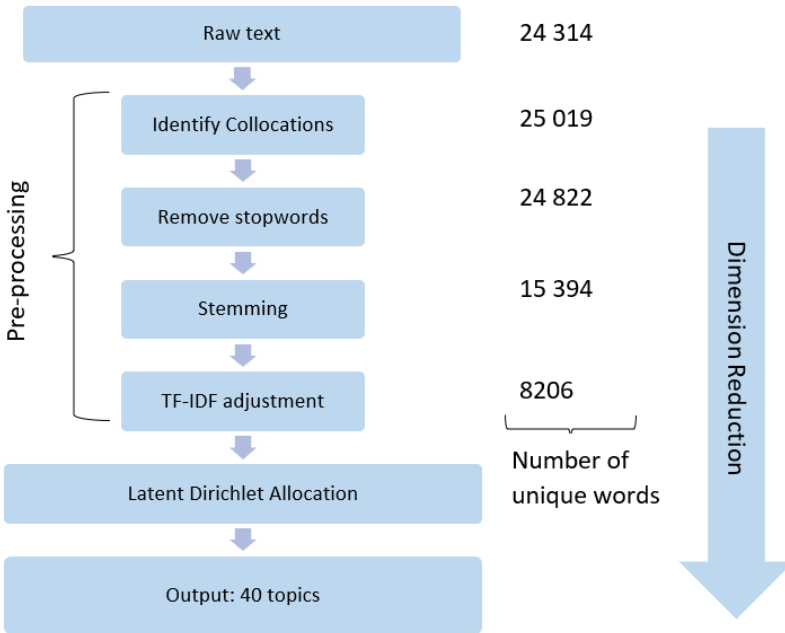 Raw text
24 314
Identify Collocations
25 019
Remove stopwords
24 822
Stemming
15 394
TF-IDF adjustment
8206
Pre-processing
Number of
unique words
Latent Dirichlet Allocation
Output: 40 topics
Dimension Reduction